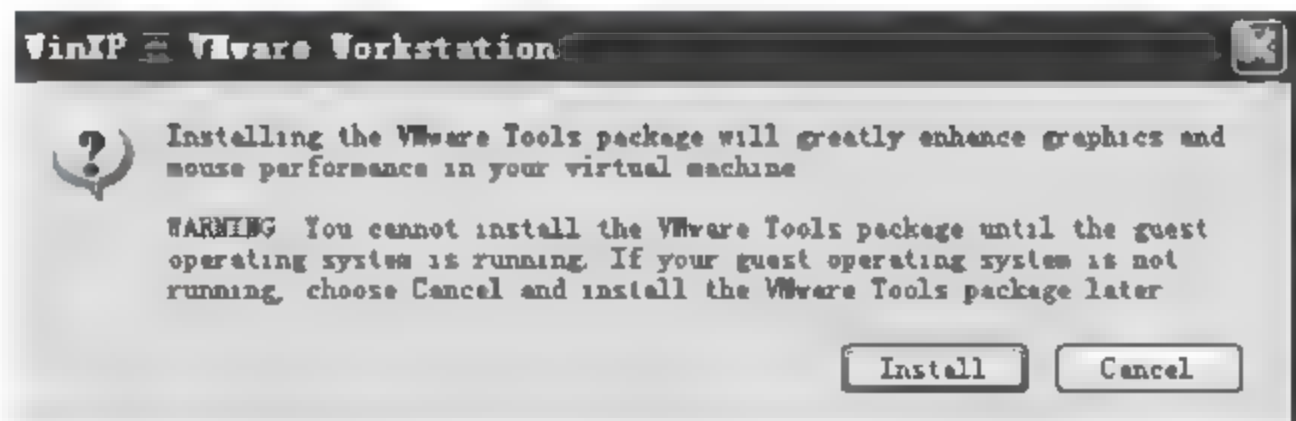 WinXP - VMware Workstation
Installing the VMware Tools package will greatly enhance graphics and
mouse performance in your virtual machine
WARNING You cannot install the VMware Tools package until the guest
operating system is running. If your guest operating system is not
running, choose Cancel and install the VMware Tools package later
Install Cancel